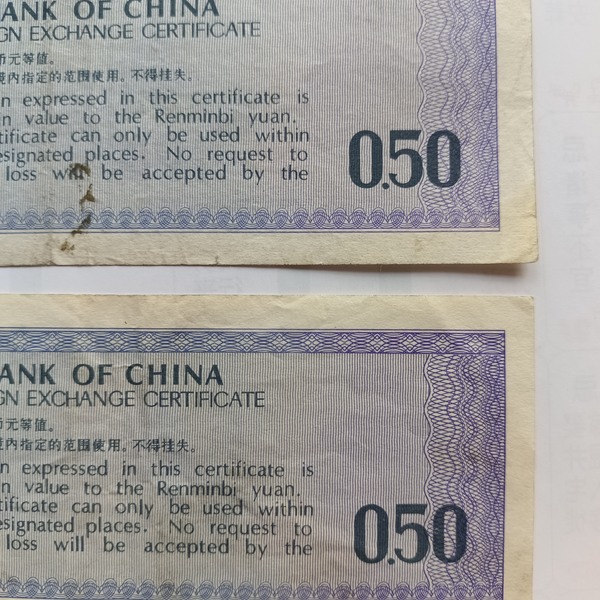 ANK OF CHINA
GN EXCHANGE CERTIFICATE
币元等值。
境内指定的范围使用。不得挂失。
n expressed in this certificate is
n value to the Renminbi yuan.
tificate can only be used within
esignated places. No request to
loss will be accepted by the
0.50
ANK OF CHINA
GN EXCHANGE CERTIFICATE
币元等值。
境内指定的范围使用。不得挂失。
n expressed in this certificate is
n value to the Renminbi yuan.
tificate can only be used within
esignated places. No request to
loss will be accepted by the
0.50